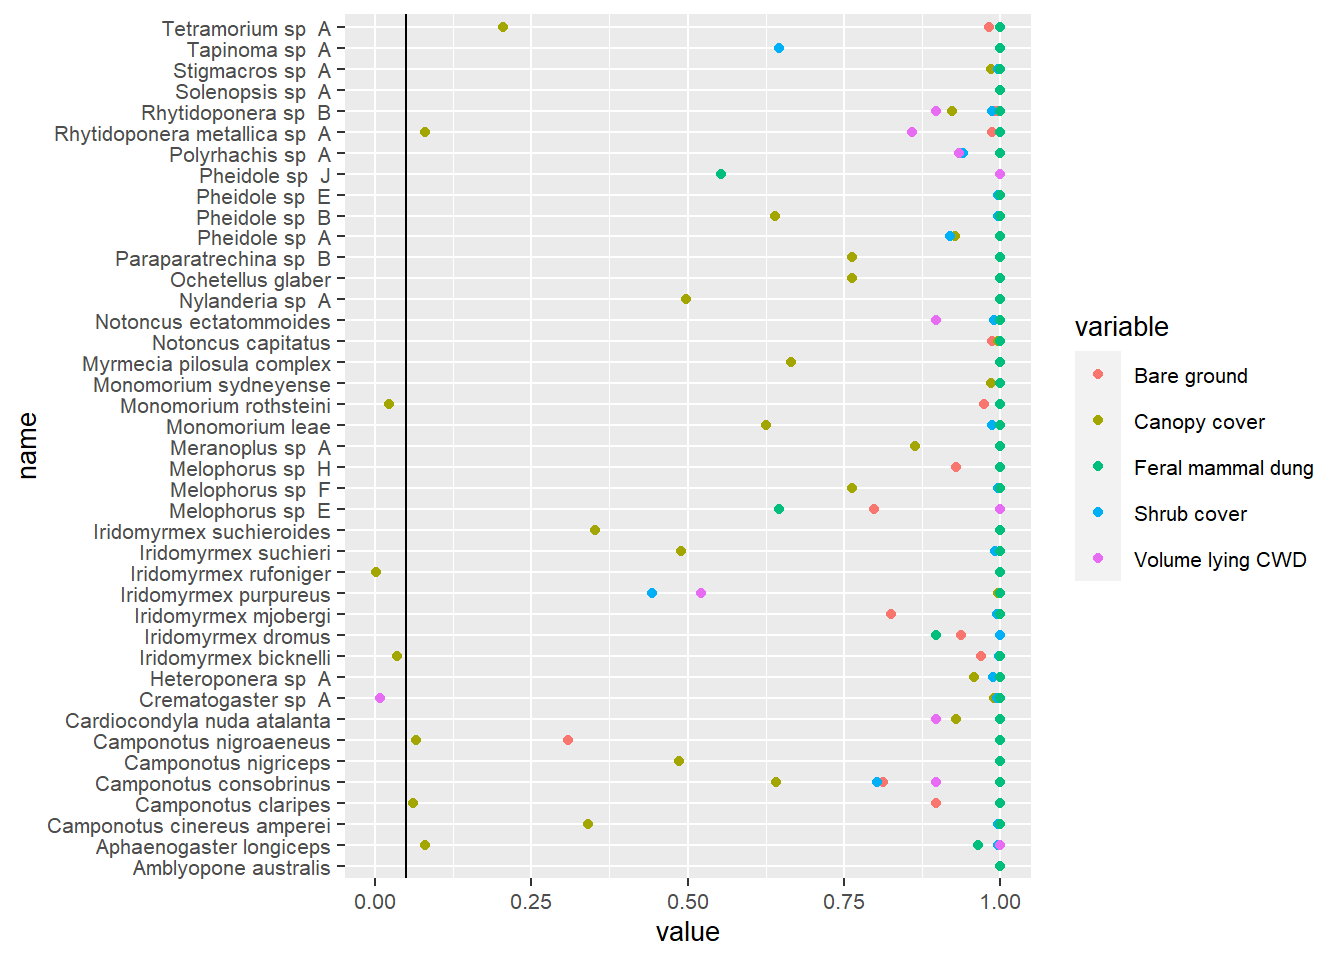 name
Tetramorium sp  A
Tapinoma sp  A
Stigmacros sp  A
Solenopsis sp  A
Rhytidoponera sp  B
Rhytidoponera metallica sp  A
Polyrhachis sp  A
Pheidole sp  J
Pheidole sp  E
Pheidole sp  B
Pheidole sp  A
Paraparatrechina sp  B
Ochetellus glaber
Nylanderia sp  A
Notoncus ectatommoides
Notoncus capitatus
Myrmecia pilosula complex
Monomorium sydneyense
Monomorium rothsteini
Monomorium leae
Meranoplus sp  A
Melophorus sp  H
Melophorus sp  F
Melophorus sp  E
Iridomyrmex suchieroides
Iridomyrmex suchieri
Iridomyrmex rufoniger
Iridomyrmex purpureus
Iridomyrmex mjobergi
Iridomyrmex dromus
Iridomyrmex bicknelli
Heteroponera sp  A
Crematogaster sp  A
Cardiocondyla nuda atalanta
Camponotus nigroaeneus
Camponotus nigriceps
Camponotus consobrinus
Camponotus claripes
Camponotus cinereus amperei
Aphaenogaster longiceps
Amblyopone australis
0.00 0.25 0.50 0.75 1.00
value
variable
Bare ground
Canopy cover
Feral mammal dung
Shrub cover
Volume lying CWD